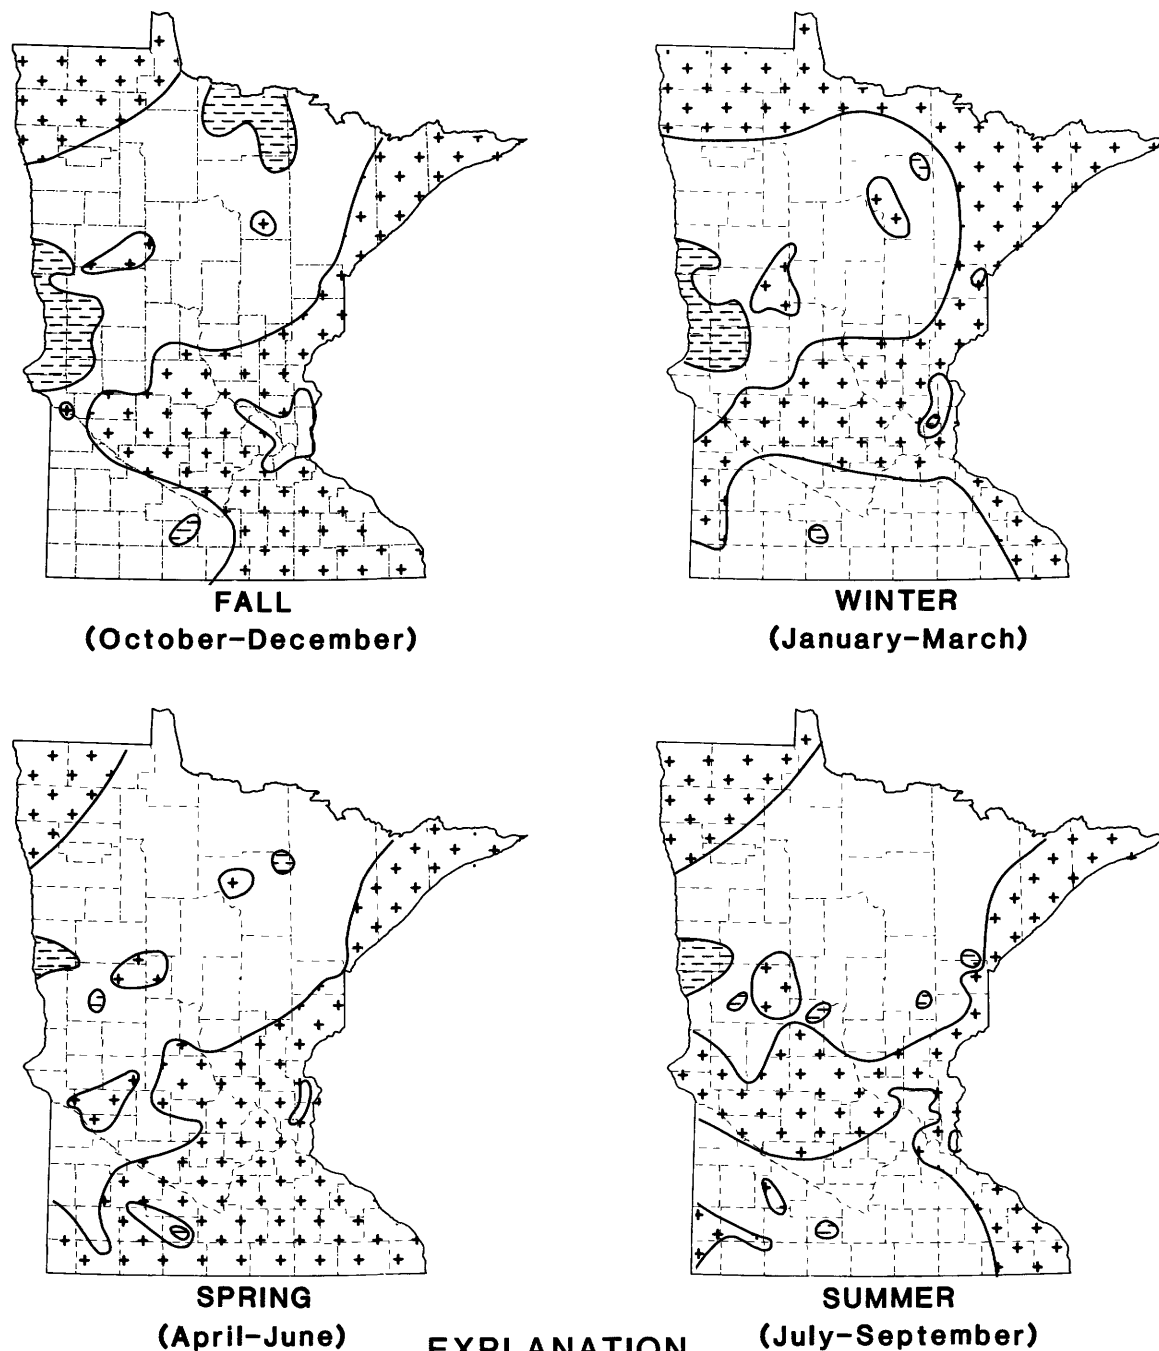 FALL
(October–December)
WINTER
(January–March)
SPRING
(April–June)
SUMMER
(July–September)
EXPLANATION